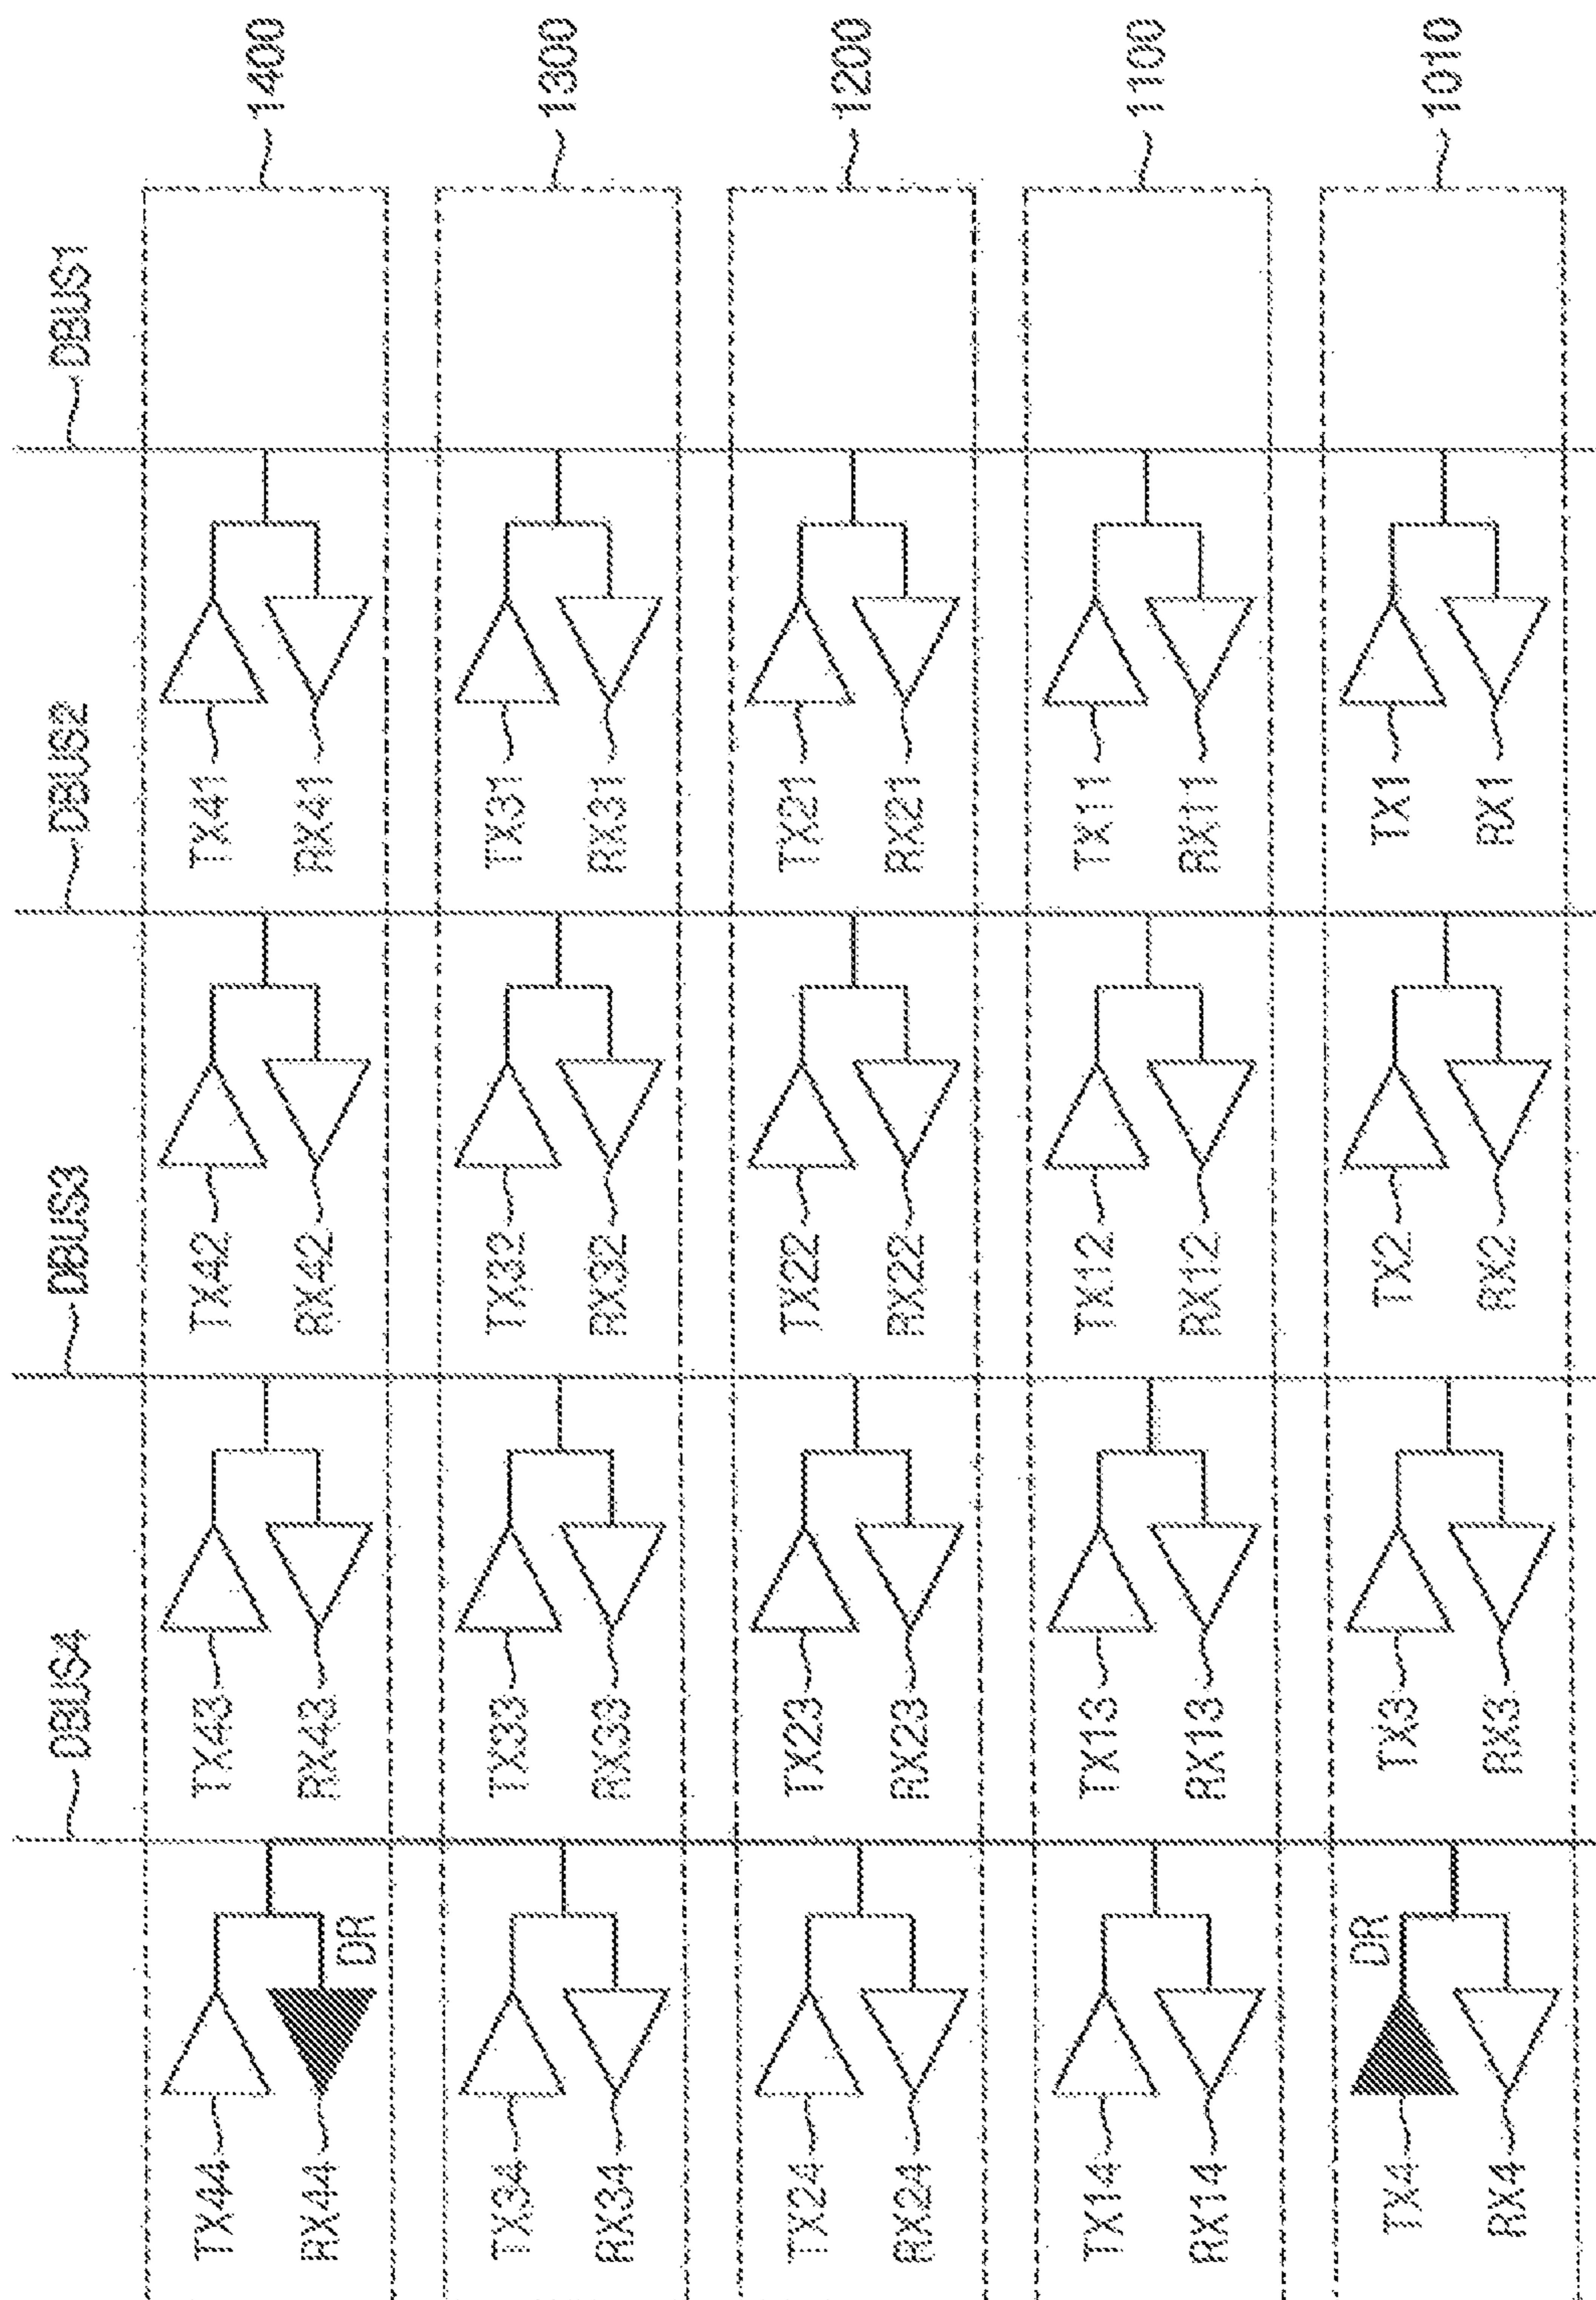 DBUS4 DBUS3 DBUS2 DBUS1
TX44 TX43 TX42 TX41
1400
RX44 RX43 RX42 RX41
DR
TX34 TX33 TX32 TX31
1300
RX34 RX33 RX32 RX31
TX24 TX23 TX22 TX21
1200
RX24 RX23 RX22 RX21
TX14 TX13 TX12 TX11
1100
RX14 RX13 RX12 RX11
DR
TX4 TX3 TX2 TX1
1010
RX4 RX3 RX2 RX1